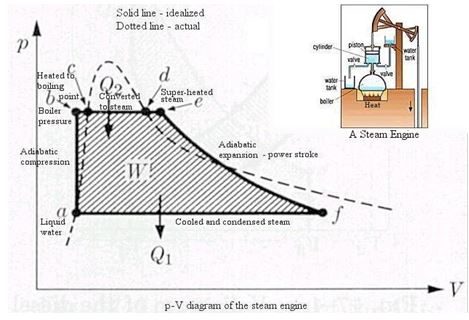 Solid line - idealized
Dotted line - actual
p
Heated to
boiling
point
b
c
Q2
d
Super-heated
steam
e
Converted
to steam
Boiler
pressure
Adiabatic
compression
W
Adiabatic
expansion - power stroke
a
Liquid
water
Cooled and condensed steam
f
Q1
V
p-V diagram of the steam engine
cylinder
piston
valve
valve
water
tank
water
tank
boiler
Heat
A Steam Engine